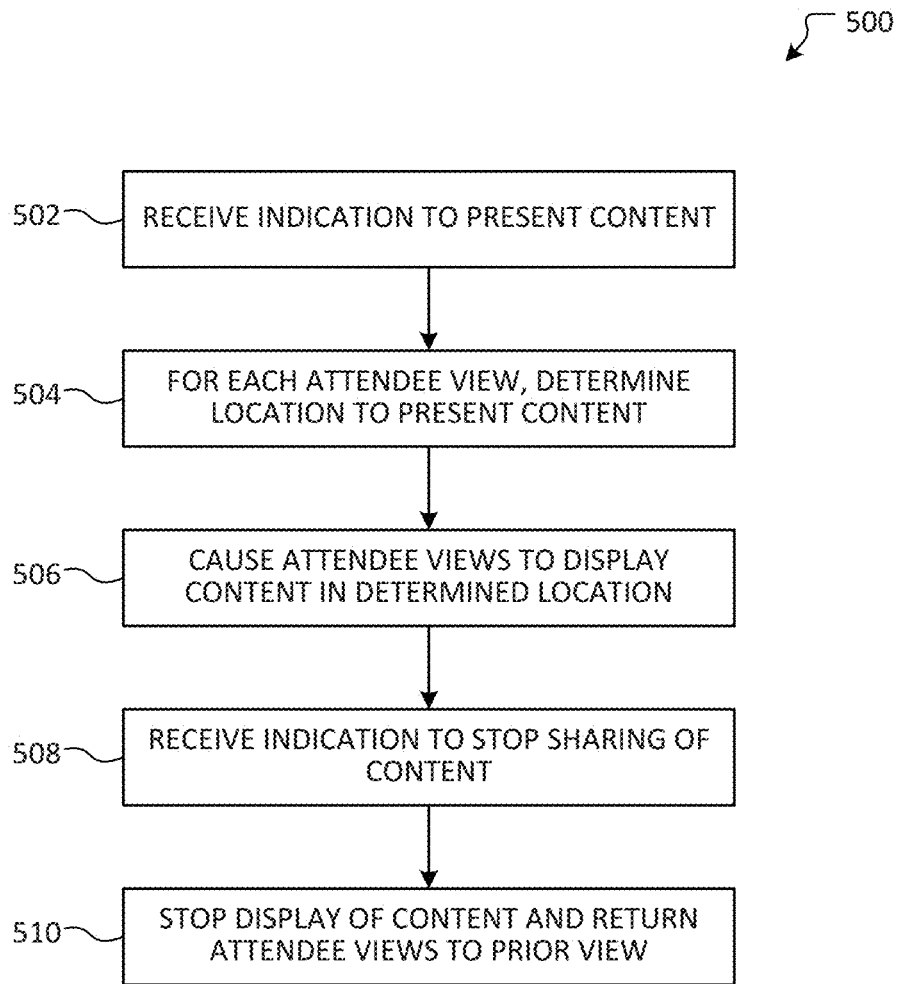 500
502
RECEIVE INDICATION TO PRESENT CONTENT
504
FOR EACH ATTENDEE VIEW, DETERMINE
LOCATION TO PRESENT CONTENT
506
CAUSE ATTENDEE VIEWS TO DISPLAY
CONTENT IN DETERMINED LOCATION
508
RECEIVE INDICATION TO STOP SHARING OF
CONTENT
510
STOP DISPLAY OF CONTENT AND RETURN
ATTENDEE VIEWS TO PRIOR VIEW